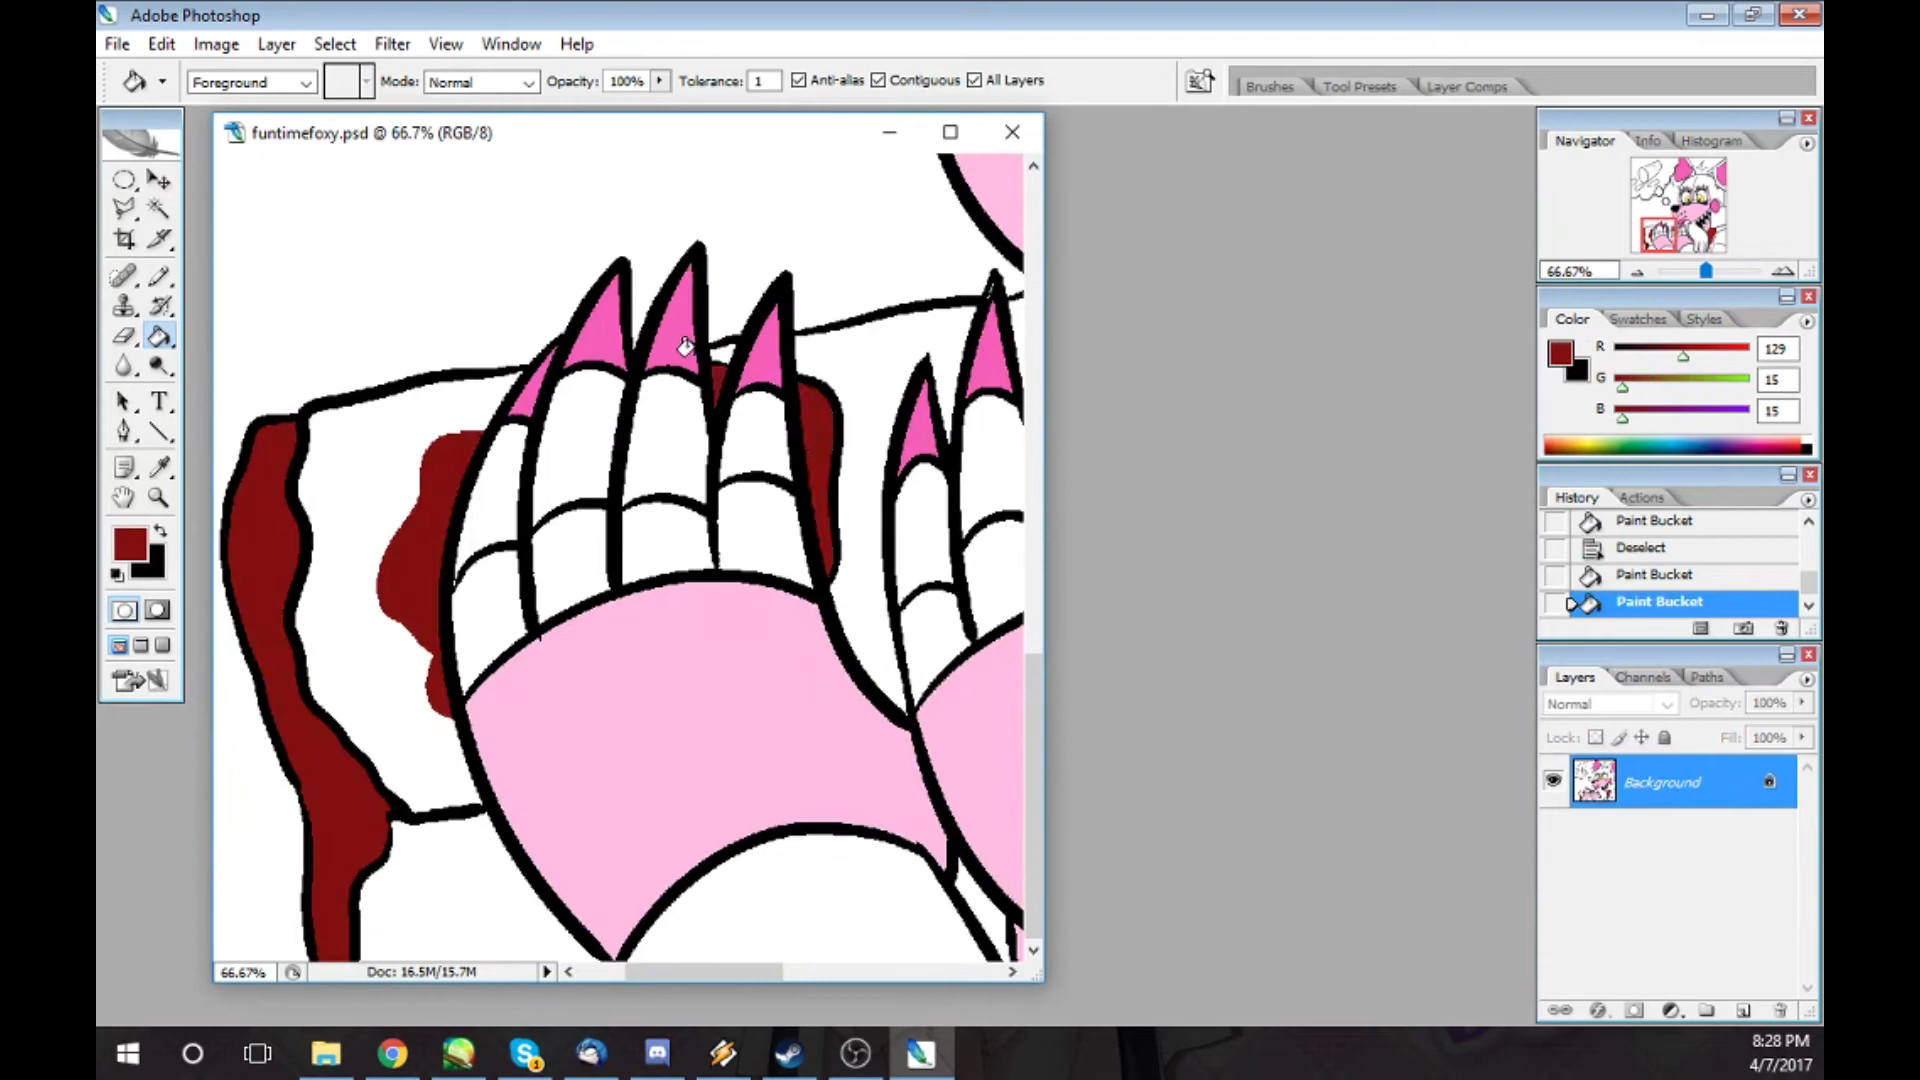 Adobe Photoshop
File Edit Image Layer Select Filter View Window Help
Foreground Mode: Normal Opacity: 100% Tolerance: 1 Anti-alias Contiguous All Layers
Brushes Tool Presets Layer Comps
funtimefoxy.psd @ 66.7% (RGB/8)
Navigator Info Histogram
66.67%
Color Swatches Styles
R 129
G 15
B 15
History Actions
Paint Bucket
Deselect
Paint Bucket
Paint Bucket
Layers Channels Paths
Normal Opacity: 100%
Lock: Fill: 100%
Background
66.67% Doc: 16.5M/15.7M
8:28 PM
4/7/2017